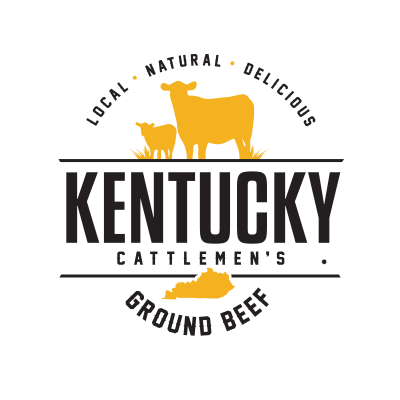 LOCAL • NATURAL • DELICIOUS
KENTUCKY
CATTLEMEN'S .
GROUND BEEF